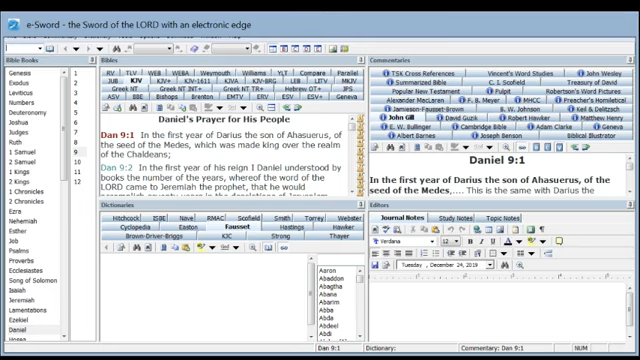 e-Sword - the Sword of the LORD with an electronic edge
Bible Books
Genesis
Exodus
Leviticus
Numbers
Deuteronomy
Joshua
Judges
Ruth
1 Samuel
2 Samuel
1 Kings
2 Kings
1 Chronicles
2 Chronicles
Ezra
Nehemiah
Esther
Job
Psalms
Proverbs
Ecclesiastes
Song of Solomon
Isaiah
Jeremiah
Lamentations
Ezekiel
Daniel
Hosea
1
2
3
4
5
6
7
8
9
10
11
12
Bibles
RV TLV WEB WEBA Weymouth Williams YLT Compare Parallel
JUB KJV KJV+ KJV-1611 KJVA KJV-BRG LEB LITV MKJV
Greek NT Greek NT+ Greek INT TR Greek NT TR+ Hebrew OT+ JPS
ASV BBE Bishops Brenton EMTV ERV ESV ISV GNT Geneva
Daniel's Prayer for His People
Dan 9:1 In the first year of Darius the son of Ahasuerus, of
the seed of the Medes, which was made king over the realm
of the Chaldeans;
Dan 9:2 In the first year of his reign I Daniel understood by
books the number of the years, whereof the word of the
LORD came to Jeremiah the prophet, that he would
Commentaries
TSK Cross References Vincent's Word Studies John Wesley
Summarized Bible C. I. Scofield Treasury of David
Popular New Testament Pulpit Robertson's Word Pictures
Alexander MacLaren F. B. Meyer MHCC Preacher's Homiletical
Jamieson-Fausset-Brown B. W. Johnson Keil & Delitzsch
John Gill David Guzik Robert Hawker Matthew Henry
E. W. Bullinger Cambridge Bible Adam Clarke Geneva
Albert Barnes Joseph Benson Biblical Illustrator
Daniel 9:1
In the first year of Darius the son of Ahasuerus, of the
seed of the Medes,.... This is the same with Darius the
Dictionaries
Hitchcock ISBE Nave RMAC Scofield Smith Torrey Webster
Cyclopedia Easton Fausset Hastings Hawker
Brown-Driver-Briggs KJC Strong Thayer
Aaron
Abaddon
Abagtha
Abana
Abarim
Abba
Abda
Abdeel
Abdi
Editors
Journal Notes Study Notes Topic Notes
Verdana 12 B I U A
Tuesday , December 24, 2019
Dan 9:1 Dictionary: Commentary: Dan 9:1 NUM